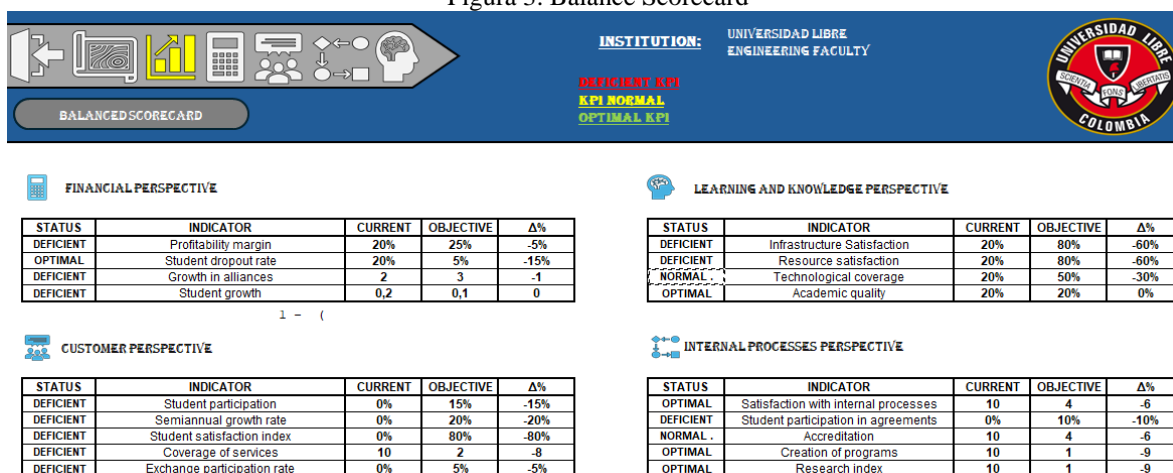 Figura 3. Balance Scorecard
INSTITUTION: UNIVERSIDAD LIBRE
ENGINEERING FACULTY
DEFICIENT KPI
KPI NORMAL
OPTIMAL KPI
BALANCED SCORECARD
UNIVERSIDAD LIBRE
SCIENTIA FONS LIBERTATIS
COLOMBIA
FINANCIAL PERSPECTIVE
STATUS INDICATOR CURRENT OBJECTIVE Δ%
DEFICIENT Profitability margin 20% 25% -5%
OPTIMAL Student dropout rate 20% 5% -15%
DEFICIENT Growth in alliances 2 3 -1
DEFICIENT Student growth 0,2 0,1 0
1 - (
LEARNING AND KNOWLEDGE PERSPECTIVE
STATUS INDICATOR CURRENT OBJECTIVE Δ%
DEFICIENT Infrastructure Satisfaction 20% 80% -60%
DEFICIENT Resource satisfaction 20% 80% -60%
NORMAL . Technological coverage 20% 50% -30%
OPTIMAL Academic quality 20% 20% 0%
CUSTOMER PERSPECTIVE
STATUS INDICATOR CURRENT OBJECTIVE Δ%
DEFICIENT Student participation 0% 15% -15%
DEFICIENT Semiannual growth rate 0% 20% -20%
DEFICIENT Student satisfaction index 0% 80% -80%
DEFICIENT Coverage of services 10 2 -8
DEFICIENT Exchange participation rate 0% 5% -5%
INTERNAL PROCESSES PERSPECTIVE
STATUS INDICATOR CURRENT OBJECTIVE Δ%
OPTIMAL Satisfaction with internal processes 10 4 -6
DEFICIENT Student participation in agreements 0% 10% -10%
NORMAL . Accreditation 10 4 -6
OPTIMAL Creation of programs 10 1 -9
OPTIMAL Research index 10 1 -9